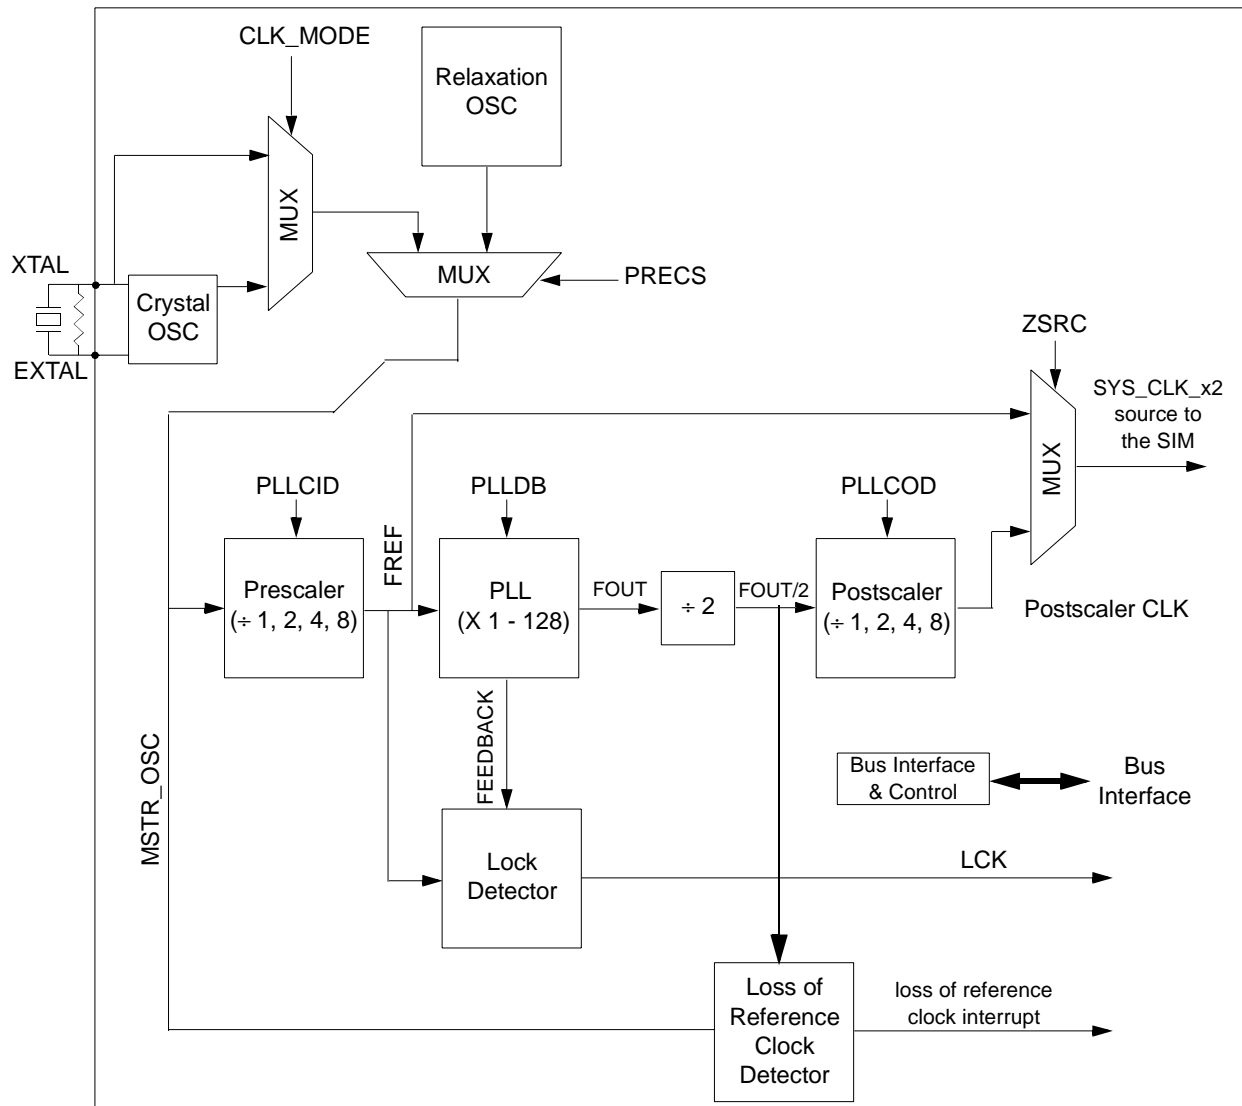 CLK_MODE
Relaxation
OSC
MUX
XTAL
MUX
PRECS
Crystal
OSC
EXTAL
ZSRC
SYS_CLK_x2
source to
the SIM
MUX
PLLCID
PLLDB
PLLCOD
FREF
Prescaler
(÷ 1, 2, 4, 8)
PLL
(X 1 - 128)
FOUT
÷ 2
FOUT/2
Postscaler
(÷ 1, 2, 4, 8)
Postscaler CLK
FEEDBACK
MSTR_OSC
Bus Interface
& Control
Bus
Interface
Lock
Detector
LCK
Loss of
Reference
Clock
Detector
loss of reference
clock interrupt